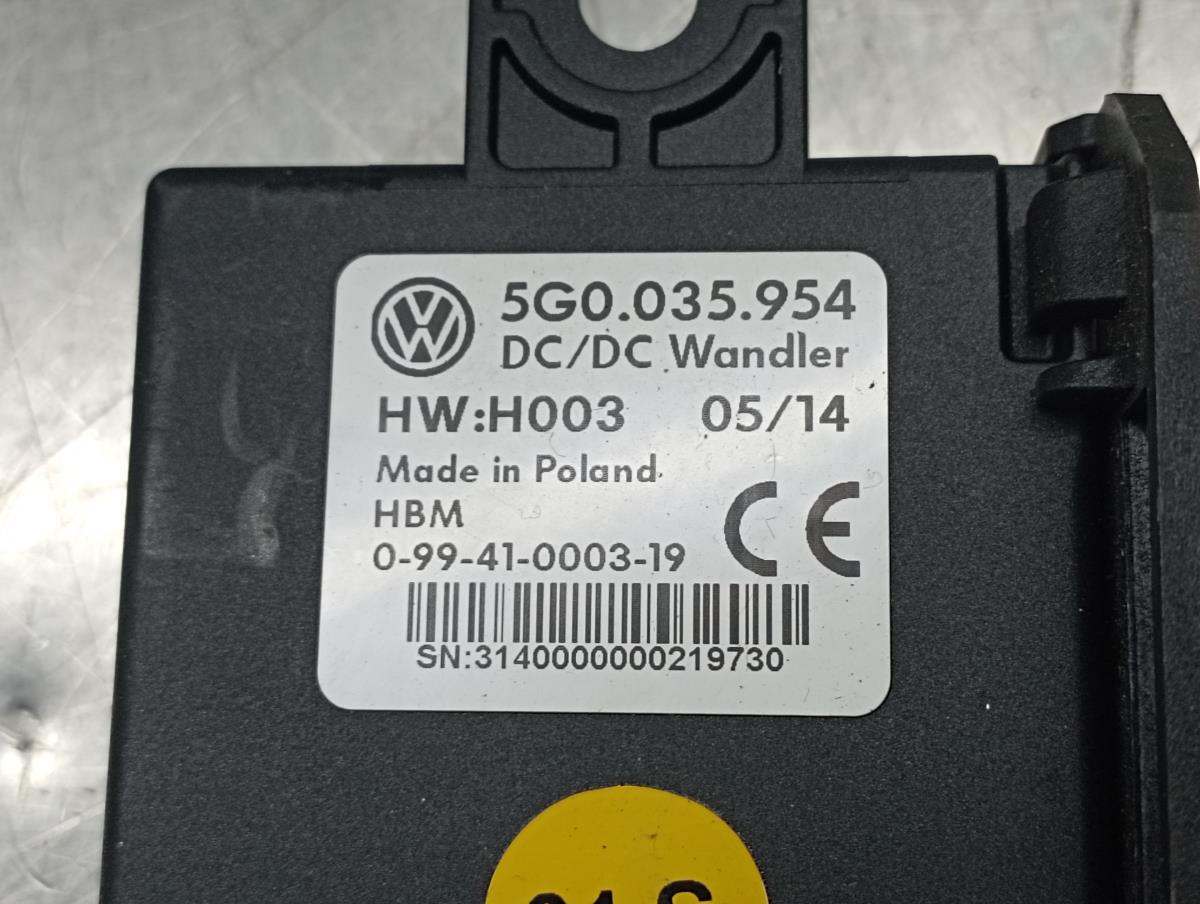 5G0.035.954
DC/DC Wandler
HW:H003 05/14
Made in Poland
HBM
CE
0-99-41-0003-19
SN:3140000000219730